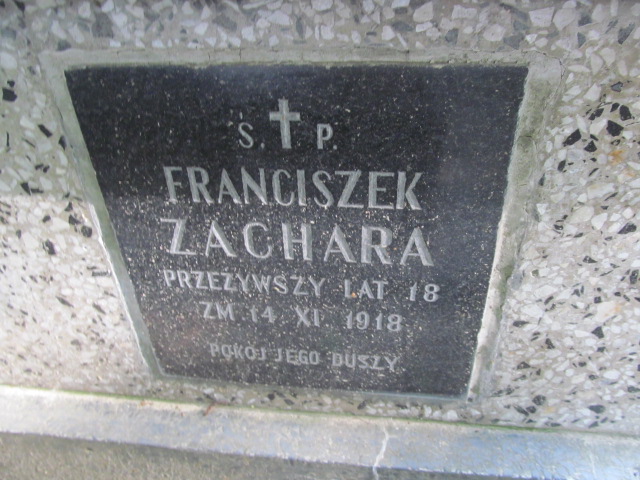 Ś. P.
FRANCISZEK
ZACHARA
PRZEŻYWSZY LAT 18
ZM 14 XI 1918
POKÓJ JEGO DUSZY